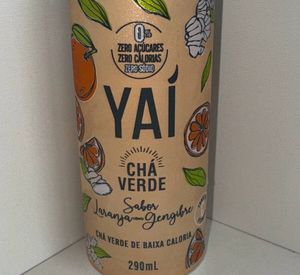 0%
ZERO AÇÚCARES
ZERO CALORIAS
ZERO SÓDIO
YAÍ
CHÁ
VERDE
Sabor
Laranja com Gengibre
CHÁ VERDE DE BAIXA CALORIA
290mL